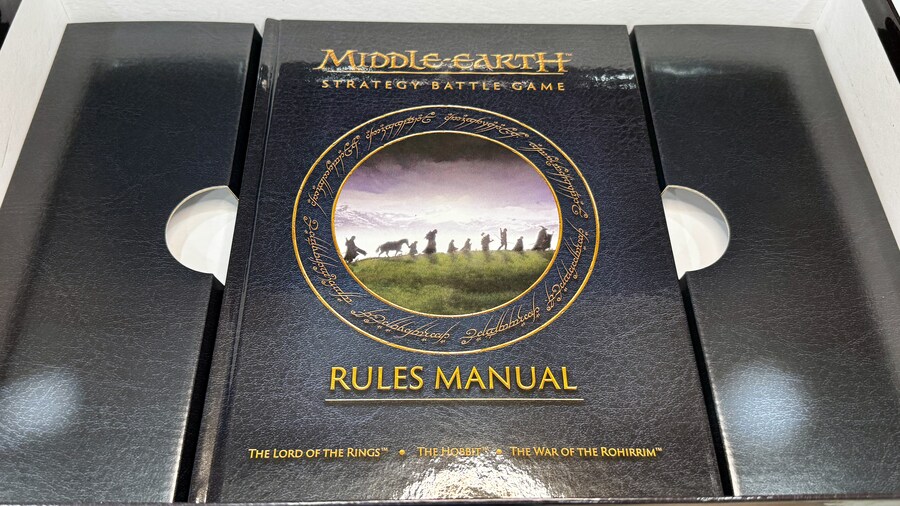 MIDDLE-EARTH™
STRATEGY BATTLE GAME
RULES MANUAL
THE LORD OF THE RINGS™ • THE HOBBIT™ • THE WAR OF THE ROHIRRIM™